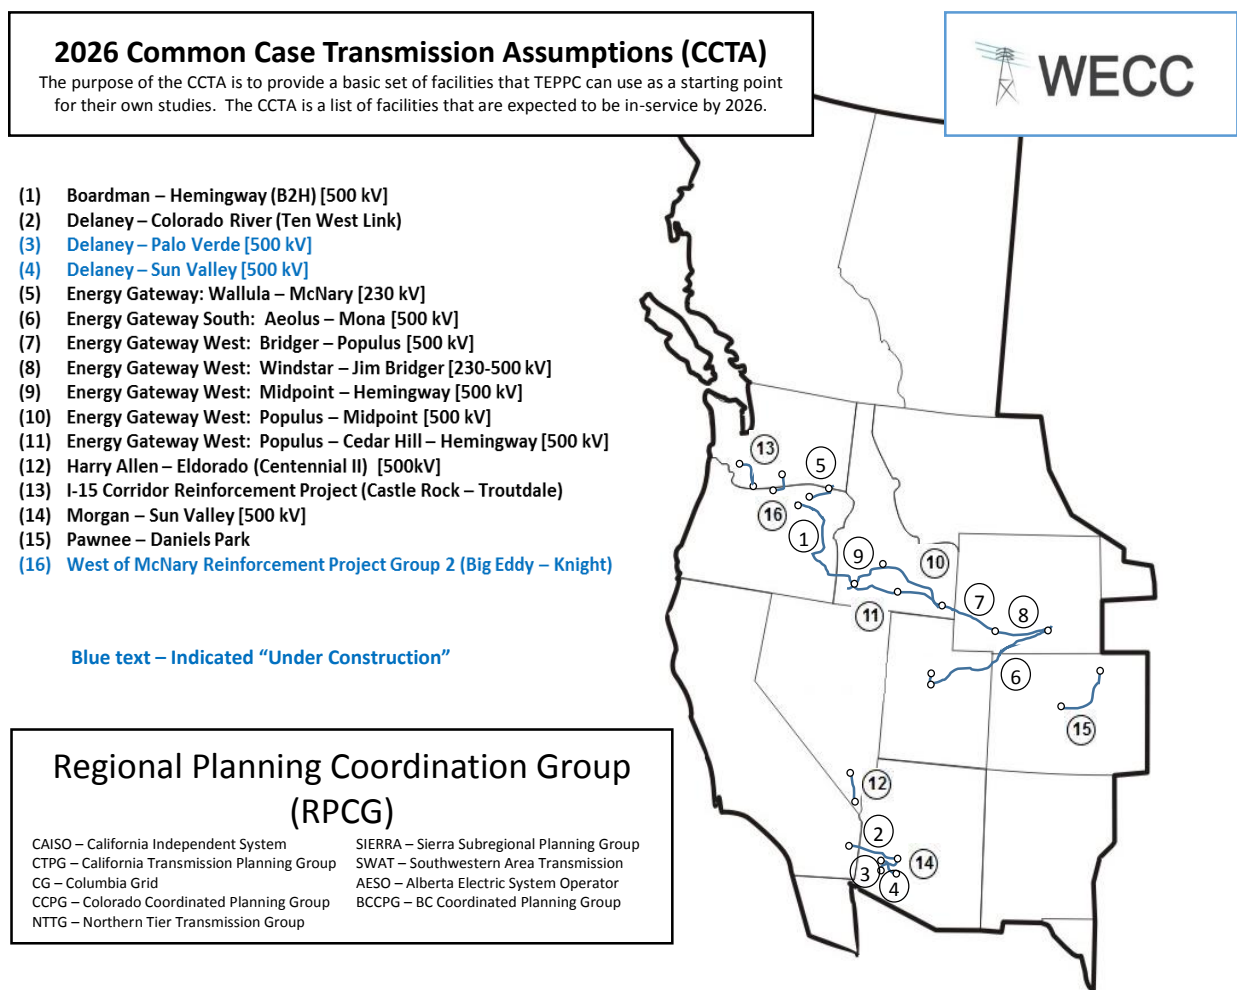 2026 Common Case Transmission Assumptions (CCTA)
The purpose of the CCTA is to provide a basic set of facilities that TEPPC can use as a starting point
for their own studies.  The CCTA is a list of facilities that are expected to be in-service by 2026.
WECC
(1) Boardman – Hemingway (B2H) [500 kV]
(2) Delaney – Colorado River (Ten West Link)
(3) Delaney – Palo Verde [500 kV]
(4) Delaney – Sun Valley [500 kV]
(5) Energy Gateway: Wallula – McNary [230 kV]
(6) Energy Gateway South:  Aeolus – Mona [500 kV]
(7) Energy Gateway West:  Bridger – Populus [500 kV]
(8) Energy Gateway West:  Windstar – Jim Bridger [230-500 kV]
(9) Energy Gateway West:  Midpoint – Hemingway [500 kV]
(10) Energy Gateway West:  Populus – Midpoint [500 kV]
(11) Energy Gateway West:  Populus – Cedar Hill – Hemingway [500 kV]
(12) Harry Allen – Eldorado (Centennial II)  [500kV]
(13) I-15 Corridor Reinforcement Project (Castle Rock – Troutdale)
(14) Morgan – Sun Valley [500 kV]
(15) Pawnee – Daniels Park
(16) West of McNary Reinforcement Project Group 2 (Big Eddy – Knight)
Blue text – Indicated “Under Construction”
Regional Planning Coordination Group
(RPCG)
CAISO – California Independent System
CTPG – California Transmission Planning Group
CG – Columbia Grid
CCPG – Colorado Coordinated Planning Group
NTTG – Northern Tier Transmission Group
SIERRA – Sierra Subregional Planning Group
SWAT – Southwestern Area Transmission
AESO – Alberta Electric System Operator
BCCPG – BC Coordinated Planning Group
13
5
16
1
9
10
11
7
8
6
15
12
2
14
3
4